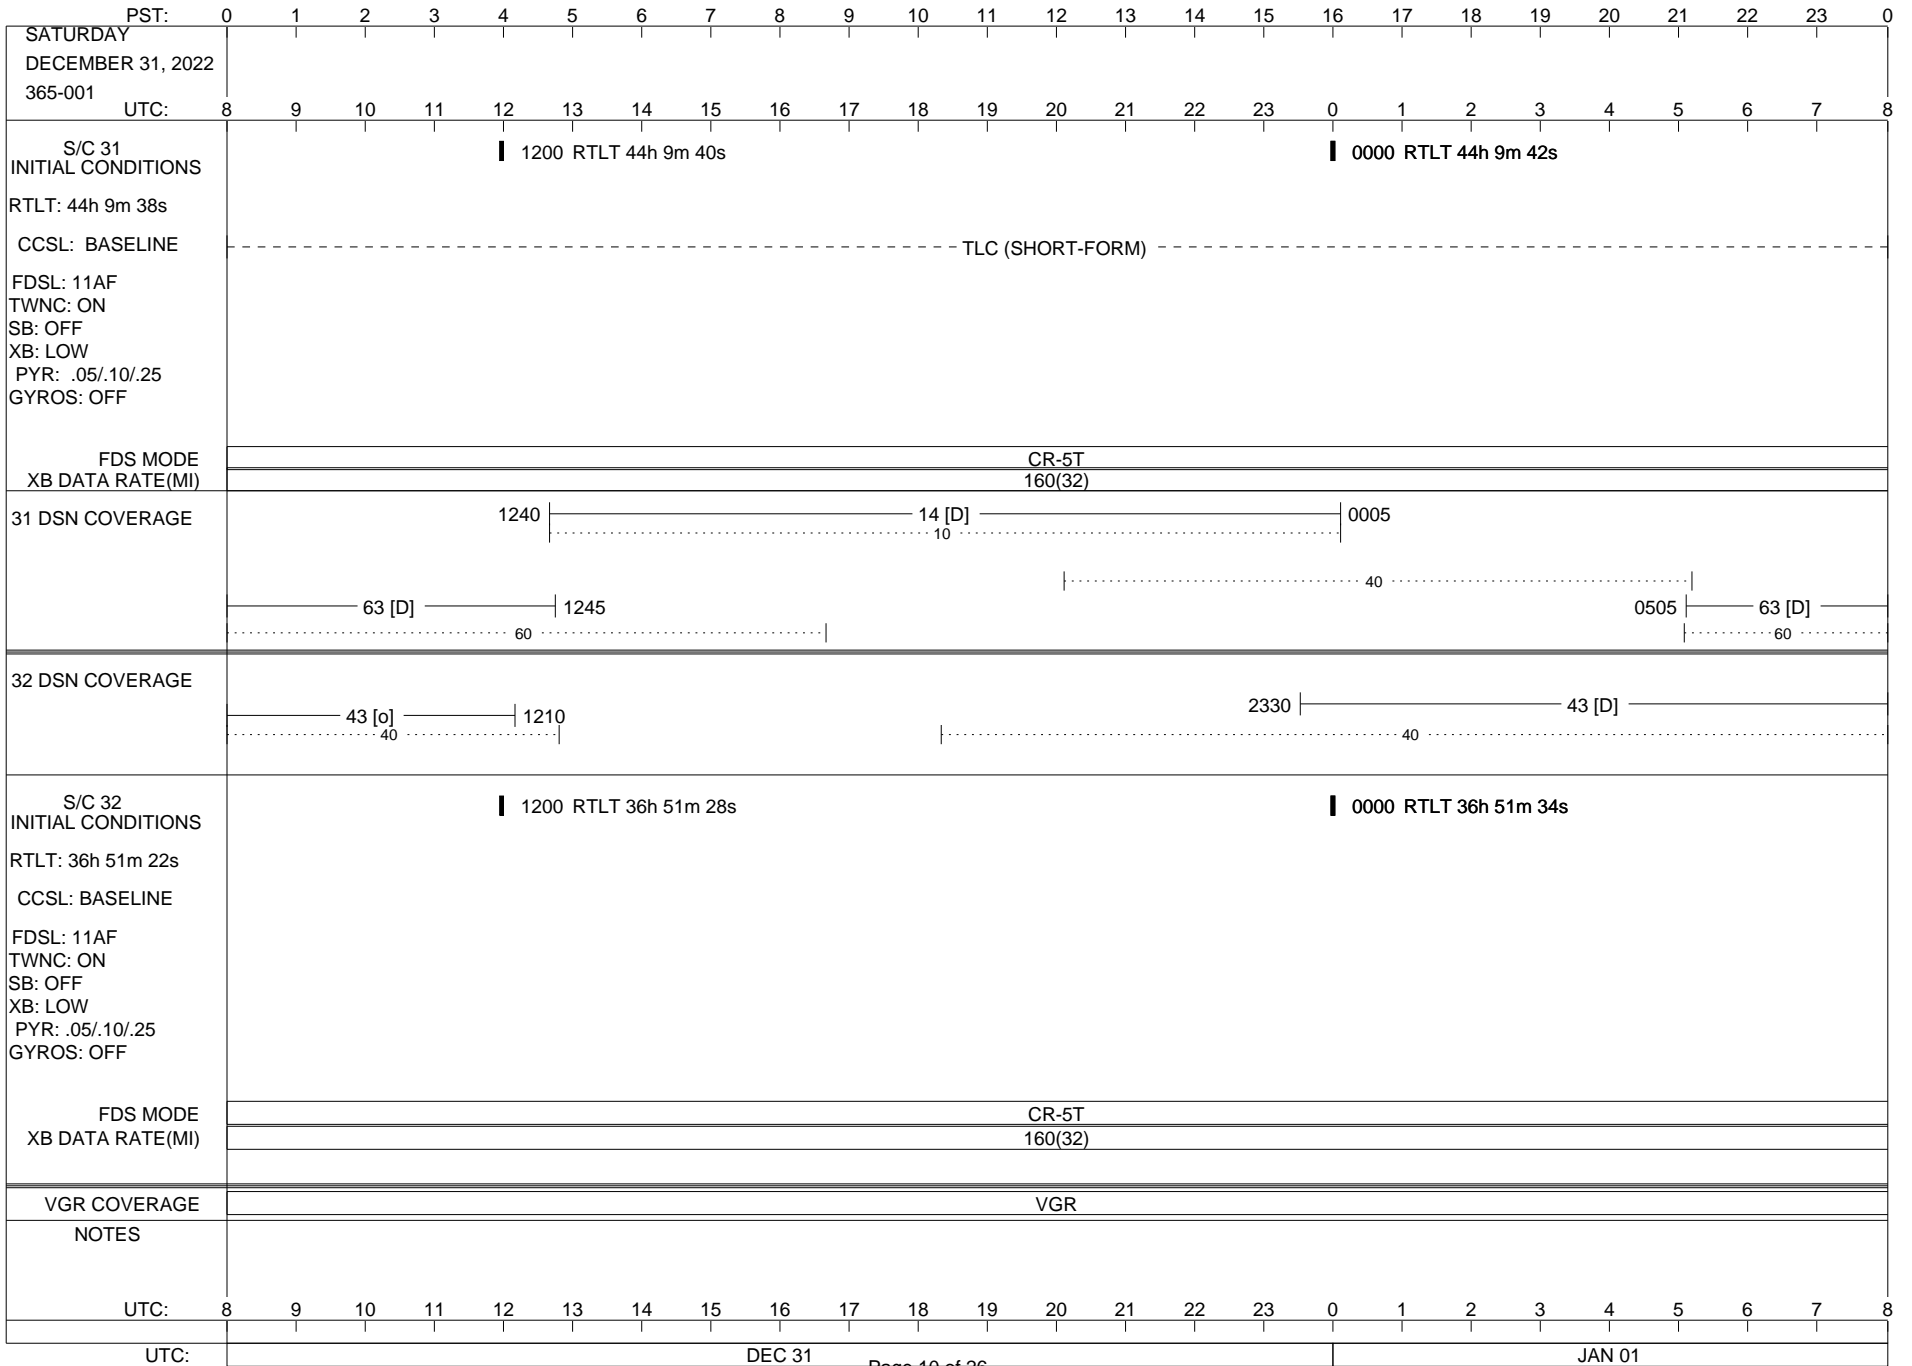 PST: 0 1 2 3 4 5 6 7 8 9 10 11 12 13 14 15 16 17 18 19 20 21 22 23 0
SATURDAY
DECEMBER 31, 2022
365-001
UTC: 8 9 10 11 12 13 14 15 16 17 18 19 20 21 22 23 0 1 2 3 4 5 6 7 8
S/C 31
INITIAL CONDITIONS
1200 RTLT 44h 9m 40s
0000 RTLT 44h 9m 42s
RTLT: 44h 9m 38s
CCSL: BASELINE
TLC (SHORT-FORM)
FDSL: 11AF
TWNC: ON
SB: OFF
XB: LOW
PYR: .05/.10/.25
GYROS: OFF
FDS MODE CR-5T
XB DATA RATE(MI) 160(32)
31 DSN COVERAGE
1240 14 [D] 0005
10
40
63 [D] 1245
0505 63 [D]
60
60
32 DSN COVERAGE
2330 43 [D]
43 [o] 1210
40
40
S/C 32
INITIAL CONDITIONS
1200 RTLT 36h 51m 28s
0000 RTLT 36h 51m 34s
RTLT: 36h 51m 22s
CCSL: BASELINE
FDSL: 11AF
TWNC: ON
SB: OFF
XB: LOW
PYR: .05/.10/.25
GYROS: OFF
FDS MODE CR-5T
XB DATA RATE(MI) 160(32)
VGR COVERAGE VGR
NOTES
UTC: 8 9 10 11 12 13 14 15 16 17 18 19 20 21 22 23 0 1 2 3 4 5 6 7 8
UTC: DEC 31 JAN 01
Page 10 of 26